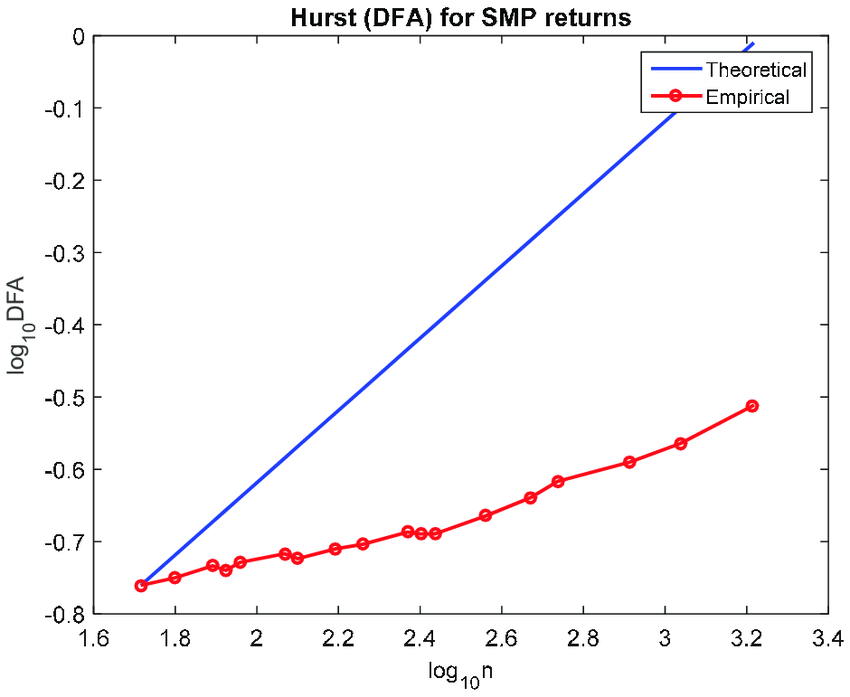 Hurst (DFA) for SMP returns
0
-0.1
-0.2
-0.3
-0.4
-0.5
-0.6
-0.7
-0.8
log10DFA
Theoretical
Empirical
1.6 1.8 2 2.2 2.4 2.6 2.8 3 3.2 3.4
log10n